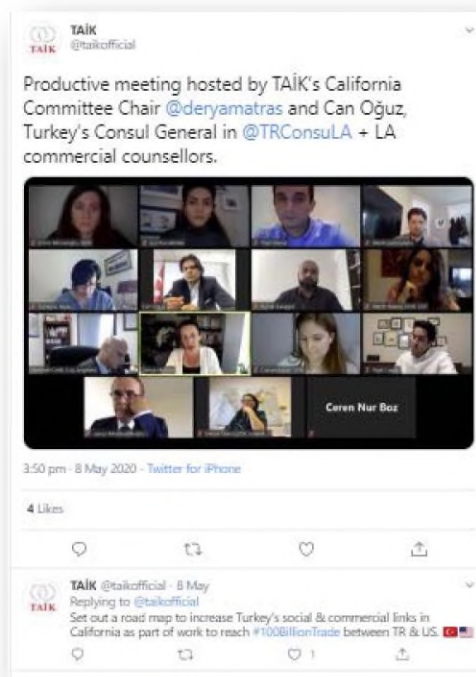 TAİK
@taikofficial
TAİK
Productive meeting hosted by TAİK's California
Committee Chair @deryamatras and Can Oğuz,
Turkey's Consul General in @TRConsuLA + LA
commercial counsellors.
Ceren Nur Boz
3:50 pm · 8 May 2020 · Twitter for iPhone
4 Likes
TAİK @taikofficial · 8 May
Replying to @taikofficial
TAİK
Set out a road map to increase Turkey's social & commercial links in
California as part of work to reach #100BillionTrade between TR & US.
1